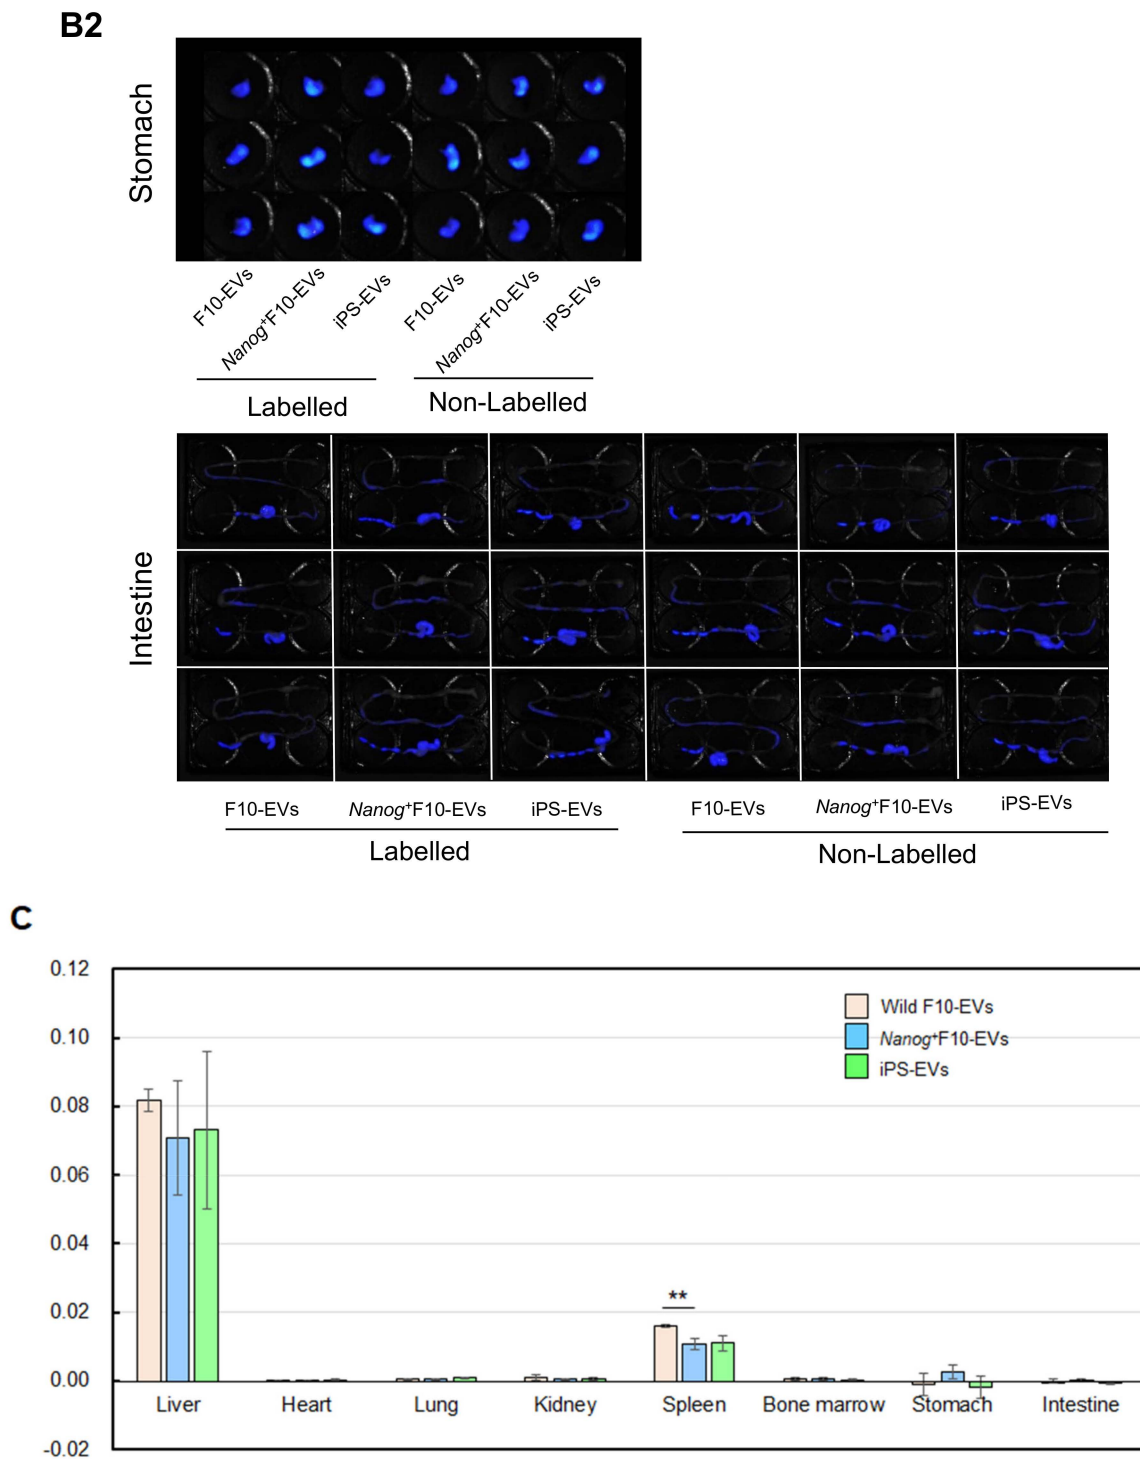 B2
Stomach
F10-EVs
Nanog⁺F10-EVs
iPS-EVs
F10-EVs
Nanog⁺F10-EVs
iPS-EVs
Labelled
Non-Labelled
Intestine
F10-EVs
Nanog⁺F10-EVs
iPS-EVs
F10-EVs
Nanog⁺F10-EVs
iPS-EVs
Labelled
Non-Labelled
C
0.12
0.10
0.08
0.06
0.04
0.02
0.00
-0.02
Wild F10-EVs
Nanog⁺F10-EVs
iPS-EVs
**
Liver
Heart
Lung
Kidney
Spleen
Bone marrow
Stomach
Intestine